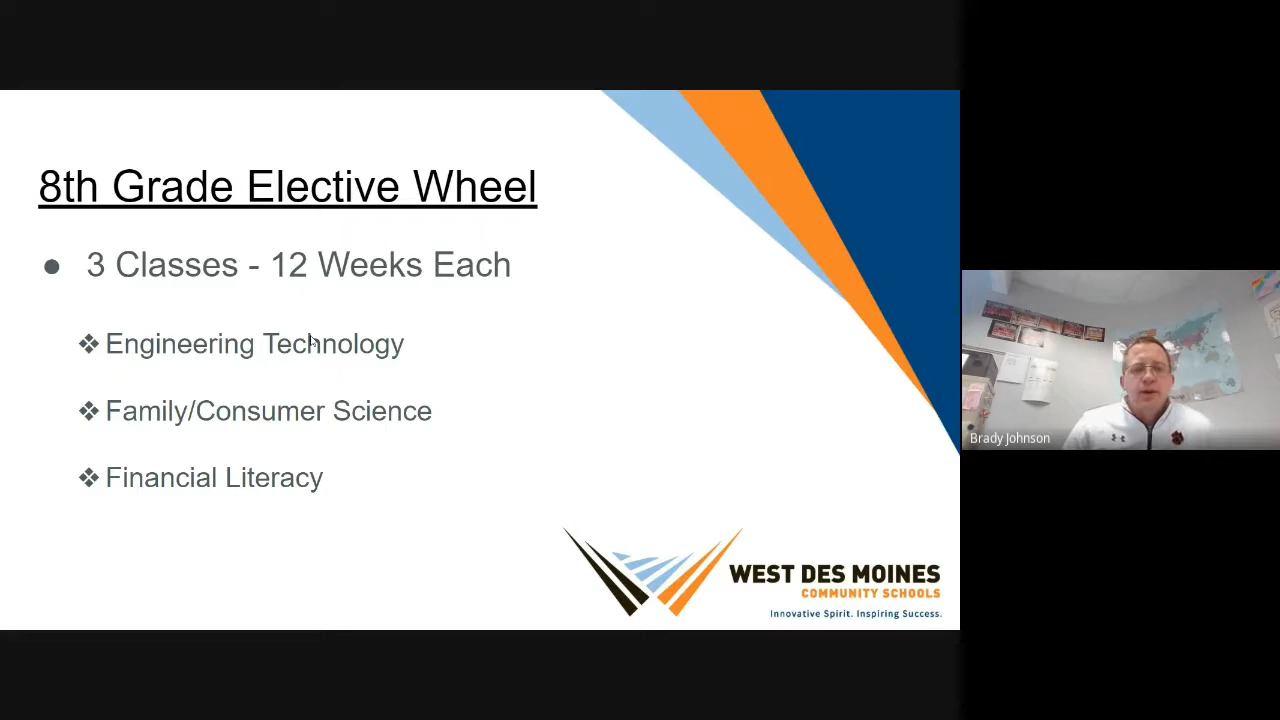 8th Grade Elective Wheel
● 3 Classes - 12 Weeks Each
❖ Engineering Technology
❖ Family/Consumer Science
❖ Financial Literacy
WEST DES MOINES
COMMUNITY SCHOOLS
Innovative Spirit. Inspiring Success.
Brady Johnson